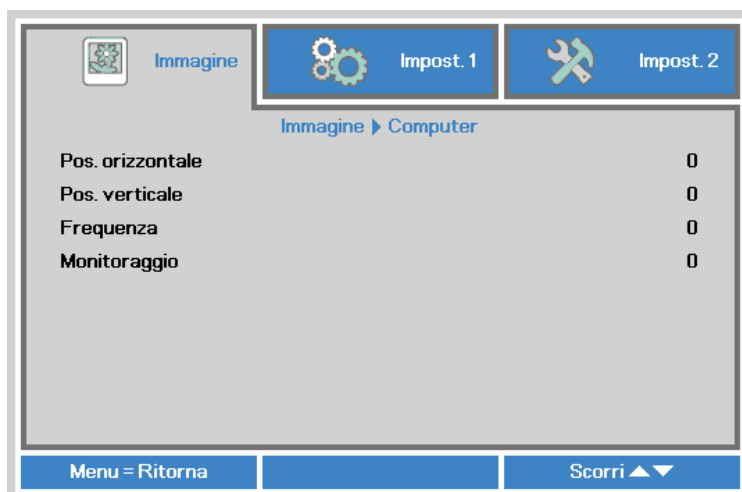 Immagine
Impost. 1
Impost. 2
Immagine ▶ Computer
Pos. orizzontale 0
Pos. verticale 0
Frequenza 0
Monitoraggio 0
Menu = Ritorna
Scorri ▲▼